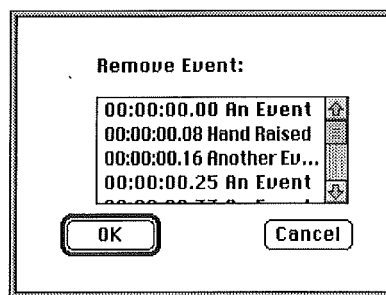 Remove Event:
00:00:00.00 An Event
00:00:00.08 Hand Raised
00:00:00.16 Another Ev...
00:00:00.25 An Event
OK
Cancel